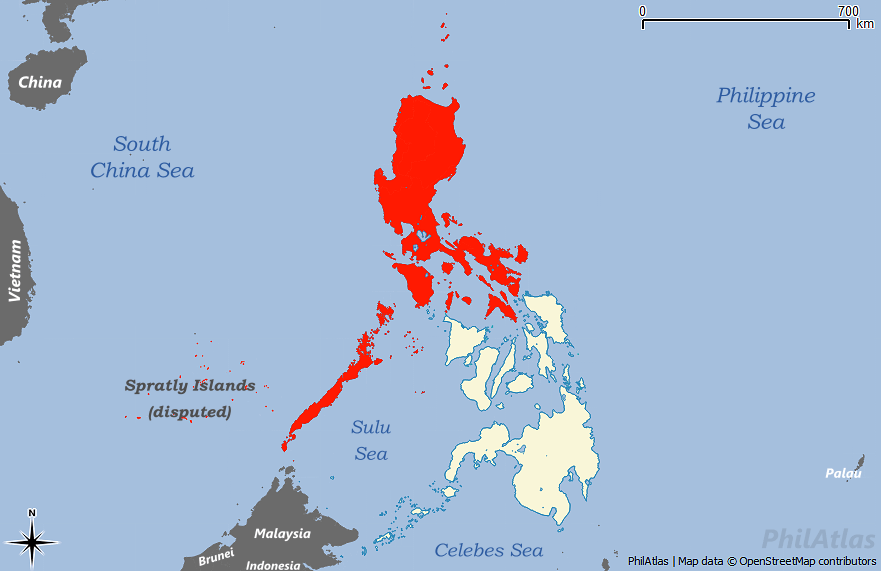 0 700
km
China
Philippine
Sea
South
China Sea
Vietnam
Spratly Islands
(disputed)
Sulu
Sea
Palau
N
Malaysia
Brunei
Indonesia
Celebes Sea
PhilAtlas
PhilAtlas | Map data © OpenStreetMap contributors